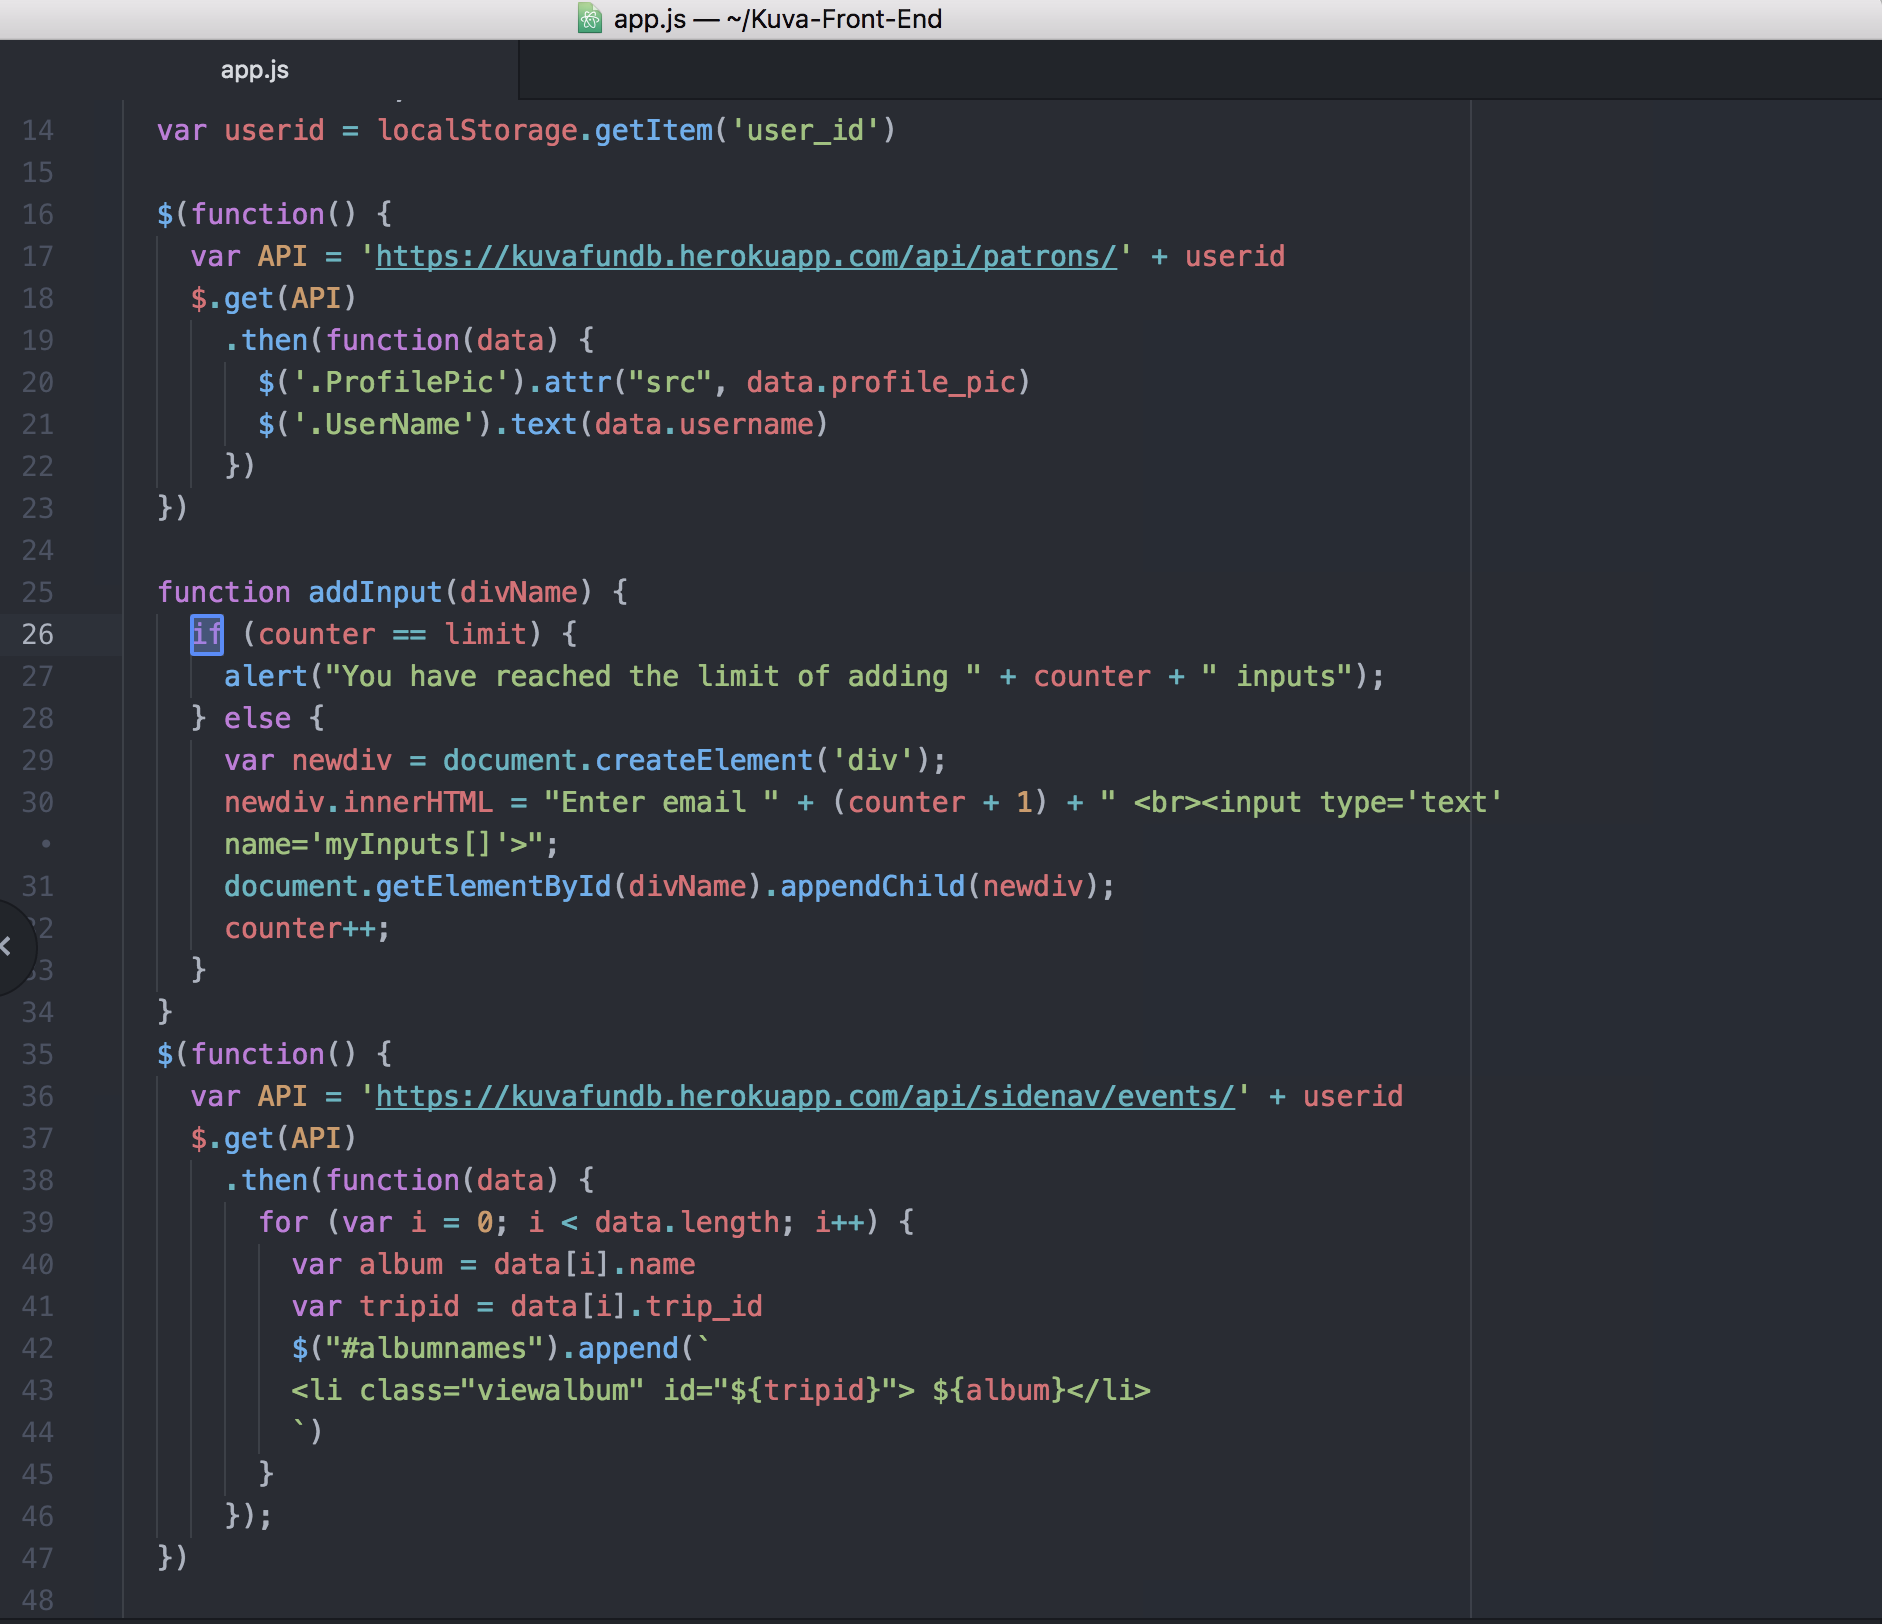 app.js — ~/Kuva-Front-End
app.js
14 var userid = localStorage.getItem('user_id')
15
16 $(function() {
17 var API = 'https://kuvafundb.herokuapp.com/api/patrons/' + userid
18 $.get(API)
19 .then(function(data) {
20 $('.ProfilePic').attr("src", data.profile_pic)
21 $('.UserName').text(data.username)
22 })
23 })
24
25 function addInput(divName) {
26 if (counter == limit) {
27 alert("You have reached the limit of adding " + counter + " inputs");
28 } else {
29 var newdiv = document.createElement('div');
30 newdiv.innerHTML = "Enter email " + (counter + 1) + " <br><input type='text'
• name='myInputs[]'>";
31 document.getElementById(divName).appendChild(newdiv);
2 counter++;
3 }
34 }
35 $(function() {
36 var API = 'https://kuvafundb.herokuapp.com/api/sidenav/events/' + userid
37 $.get(API)
38 .then(function(data) {
39 for (var i = 0; i < data.length; i++) {
40 var album = data[i].name
41 var tripid = data[i].trip_id
42 $("#albumnames").append(`
43 <li class="viewalbum" id="${tripid}"> ${album}</li>
44 `)
45 }
46 });
47 })
48